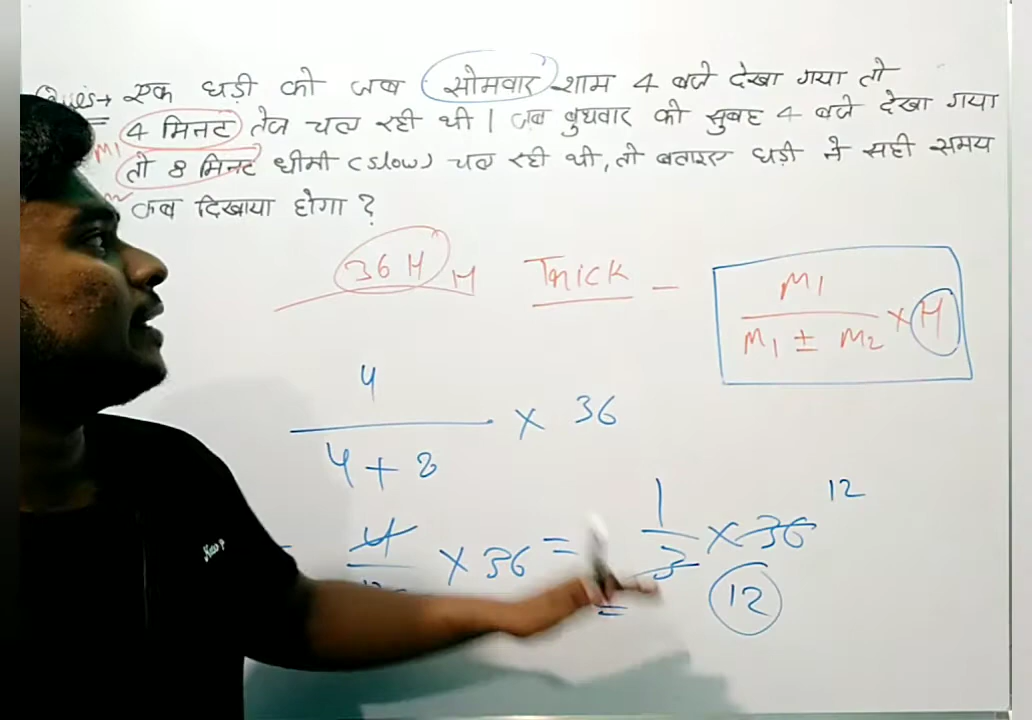 Ques→ एक घड़ी को जब सोमवार शाम 4 बजे देखा गया तो
4 मिनट तेज चल रही थी। जब बुधवार को सुबह 4 बजे देखा गया
M1
तो 8 मिनट धीमी (slow) चल रही थी, तो बताइए घड़ी ने सही समय
कब दिखाया होगा?
36 H H Trick - M1
M1 ± M2 × H
4
4 + 8 × 36
4 × 36 = 1 × 36 12
3
12